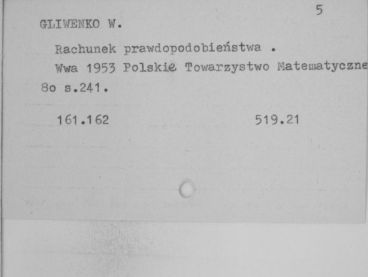 5
GLIWENKO W.
Rachunek prawdopodobieństwa .
Wwa 1953 Polskie Towarzystwo Matematyczne
8o s.241.
161.162 519.21